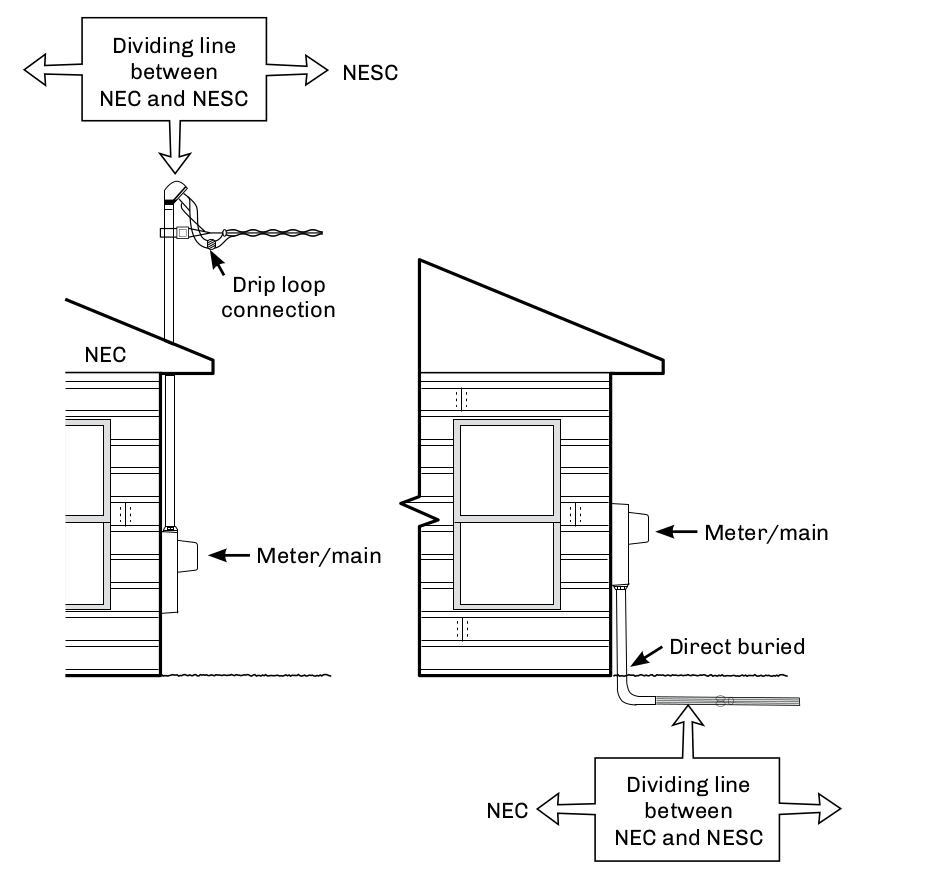 Dividing line
between
NEC and NESC
NESC
Drip loop
connection
NEC
Meter/main
Meter/main
Direct buried
Dividing line
between
NEC and NESC
NEC